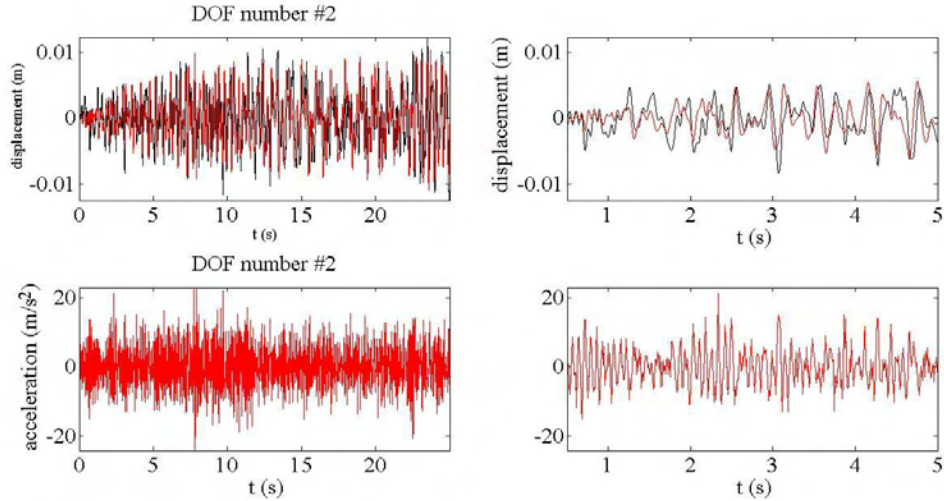 DOF number #2
displacement (m)
0.01
0
-0.01
0 5 10 15 20
t (s)
displacement (m)
0.01
0
-0.01
1 2 3 4 5
t (s)
DOF number #2
acceleration (m/s²)
20
0
-20
0 5 10 15 20
t (s)
20
0
-20
1 2 3 4 5
t (s)